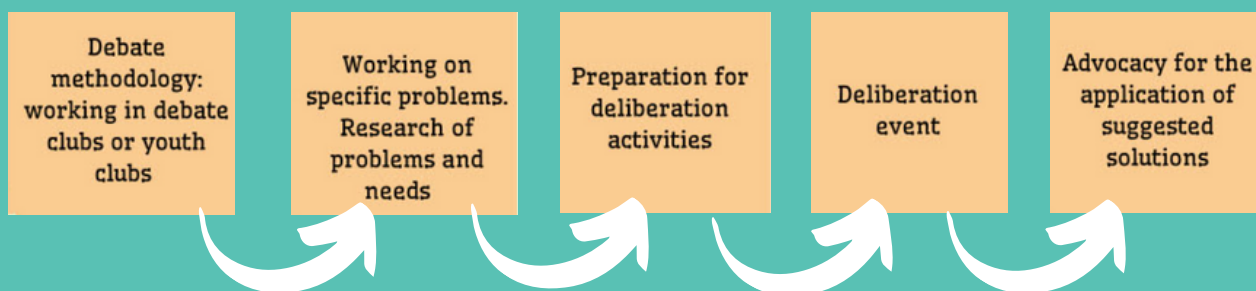 Debate
methodology:
working in debate
clubs or youth
clubs
Working on
specific problems.
Research of
problems and
needs
Preparation for
deliberation
activities
Deliberation
event
Advocacy for the
application of
suggested
solutions